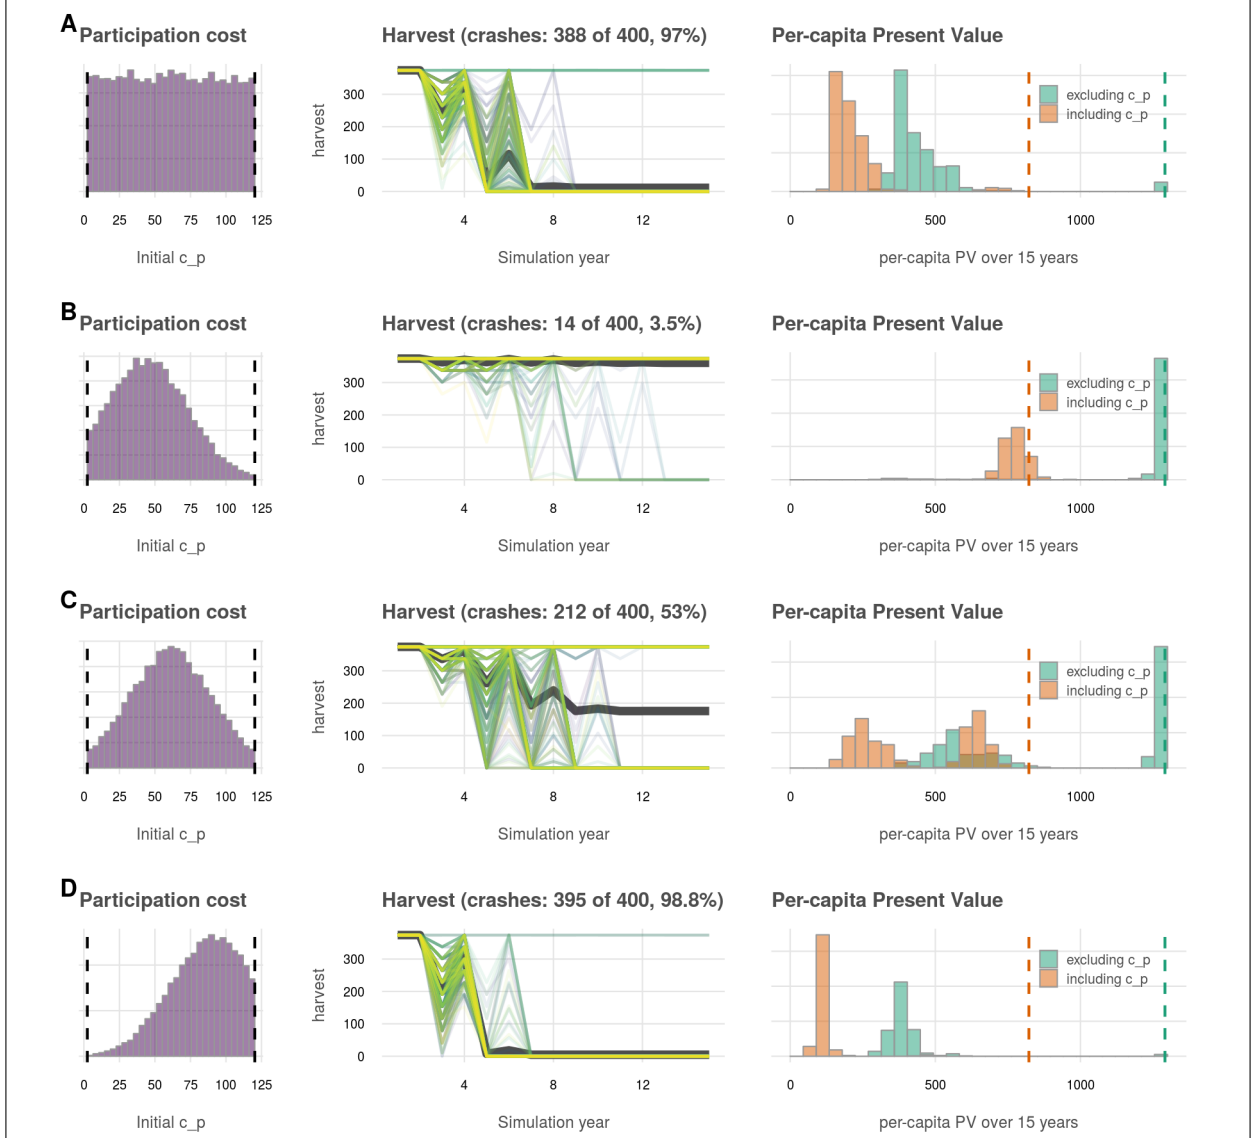 A
Participation cost
Harvest (crashes: 388 of 400, 97%)
Per-capita Present Value
harvest
300
200
100
0
excluding c_p
including c_p
0 25 50 75 100 125
4 8 12
0 500 1000
Initial c_p
Simulation year
per-capita PV over 15 years
B
Participation cost
Harvest (crashes: 14 of 400, 3.5%)
Per-capita Present Value
harvest
300
200
100
0
excluding c_p
including c_p
0 25 50 75 100 125
4 8 12
0 500 1000
Initial c_p
Simulation year
per-capita PV over 15 years
C
Participation cost
Harvest (crashes: 212 of 400, 53%)
Per-capita Present Value
harvest
300
200
100
0
excluding c_p
including c_p
0 25 50 75 100 125
4 8 12
0 500 1000
Initial c_p
Simulation year
per-capita PV over 15 years
D
Participation cost
Harvest (crashes: 395 of 400, 98.8%)
Per-capita Present Value
harvest
300
200
100
0
excluding c_p
including c_p
0 25 50 75 100 125
4 8 12
0 500 1000
Initial c_p
Simulation year
per-capita PV over 15 years